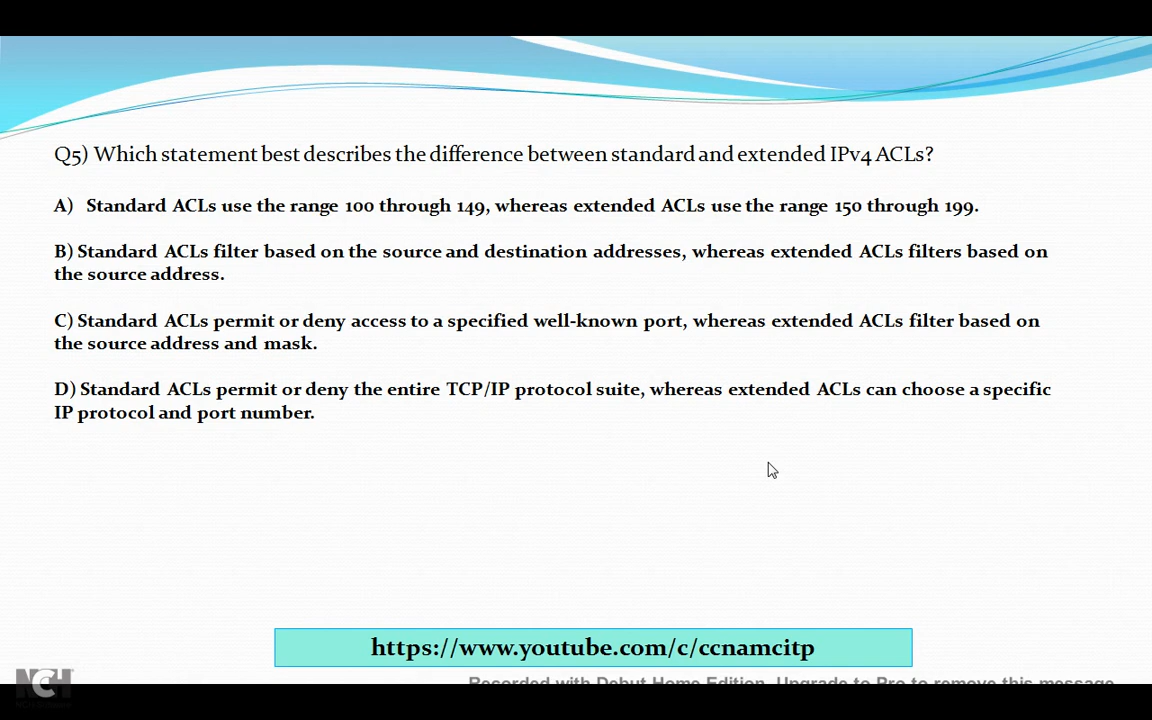 Q5) Which statement best describes the difference between standard and extended IPv4 ACLs?
A) Standard ACLs use the range 100 through 149, whereas extended ACLs use the range 150 through 199.
B) Standard ACLs filter based on the source and destination addresses, whereas extended ACLs filters based on
the source address.
C) Standard ACLs permit or deny access to a specified well-known port, whereas extended ACLs filter based on
the source address and mask.
D) Standard ACLs permit or deny the entire TCP/IP protocol suite, whereas extended ACLs can choose a specific
IP protocol and port number.
https://www.youtube.com/c/ccnamcitp
NCH
Recorded with Debut Home Edition. Upgrade to Pro to remove this message